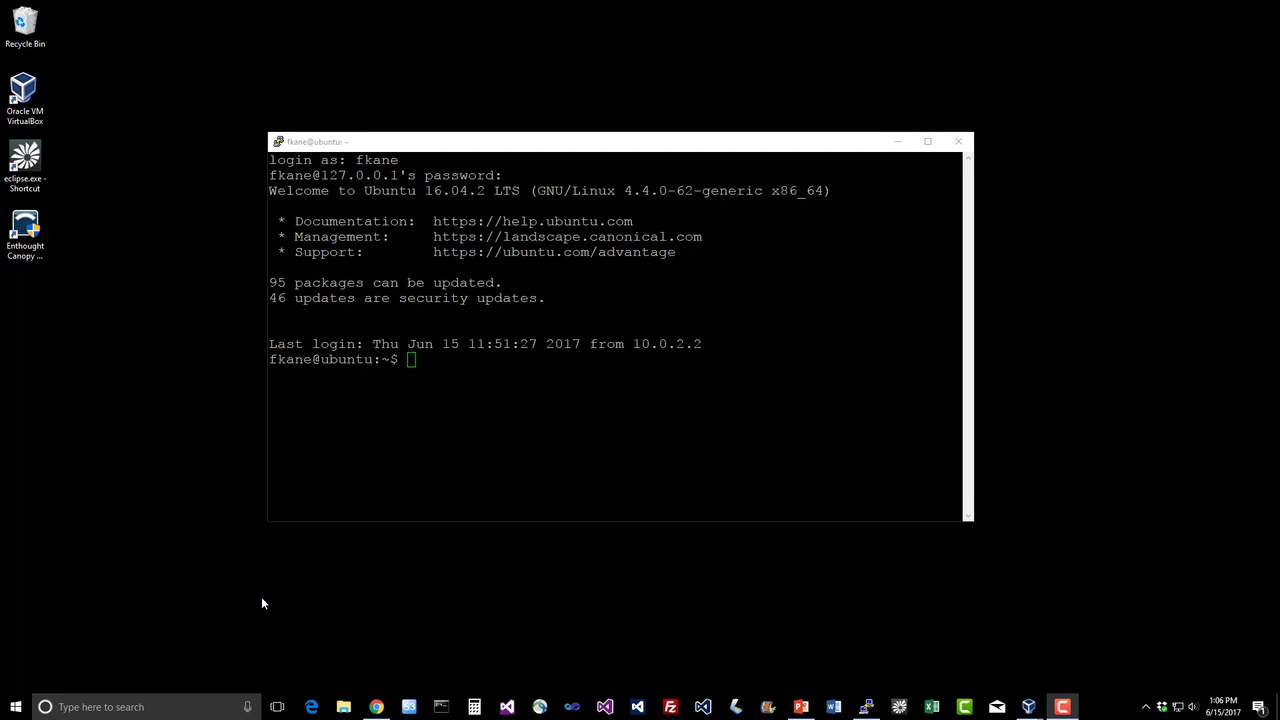 Recycle Bin
Oracle VM
VirtualBox
eclipse.exe -
Shortcut
Enthought
Canopy ...
fkane@ubuntu: ~
login as: fkane
fkane@127.0.0.1's password:
Welcome to Ubuntu 16.04.2 LTS (GNU/Linux 4.4.0-62-generic x86_64)
* Documentation: https://help.ubuntu.com
* Management: https://landscape.canonical.com
* Support: https://ubuntu.com/advantage
95 packages can be updated.
46 updates are security updates.
Last login: Thu Jun 15 11:51:27 2017 from 10.0.2.2
fkane@ubuntu:~$
Type here to search
1:06 PM
6/15/2017